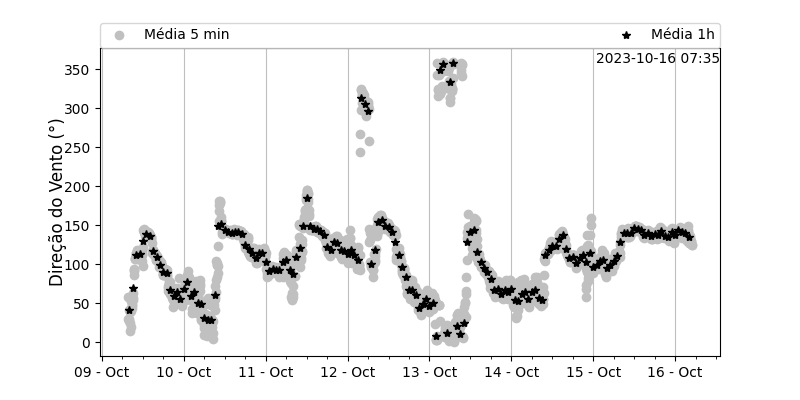 Média 5 min
Média 1h
2023-10-16 07:35
Direção do Vento (°)
350
300
250
200
150
100
50
0
09 - Oct
10 - Oct
11 - Oct
12 - Oct
13 - Oct
14 - Oct
15 - Oct
16 - Oct